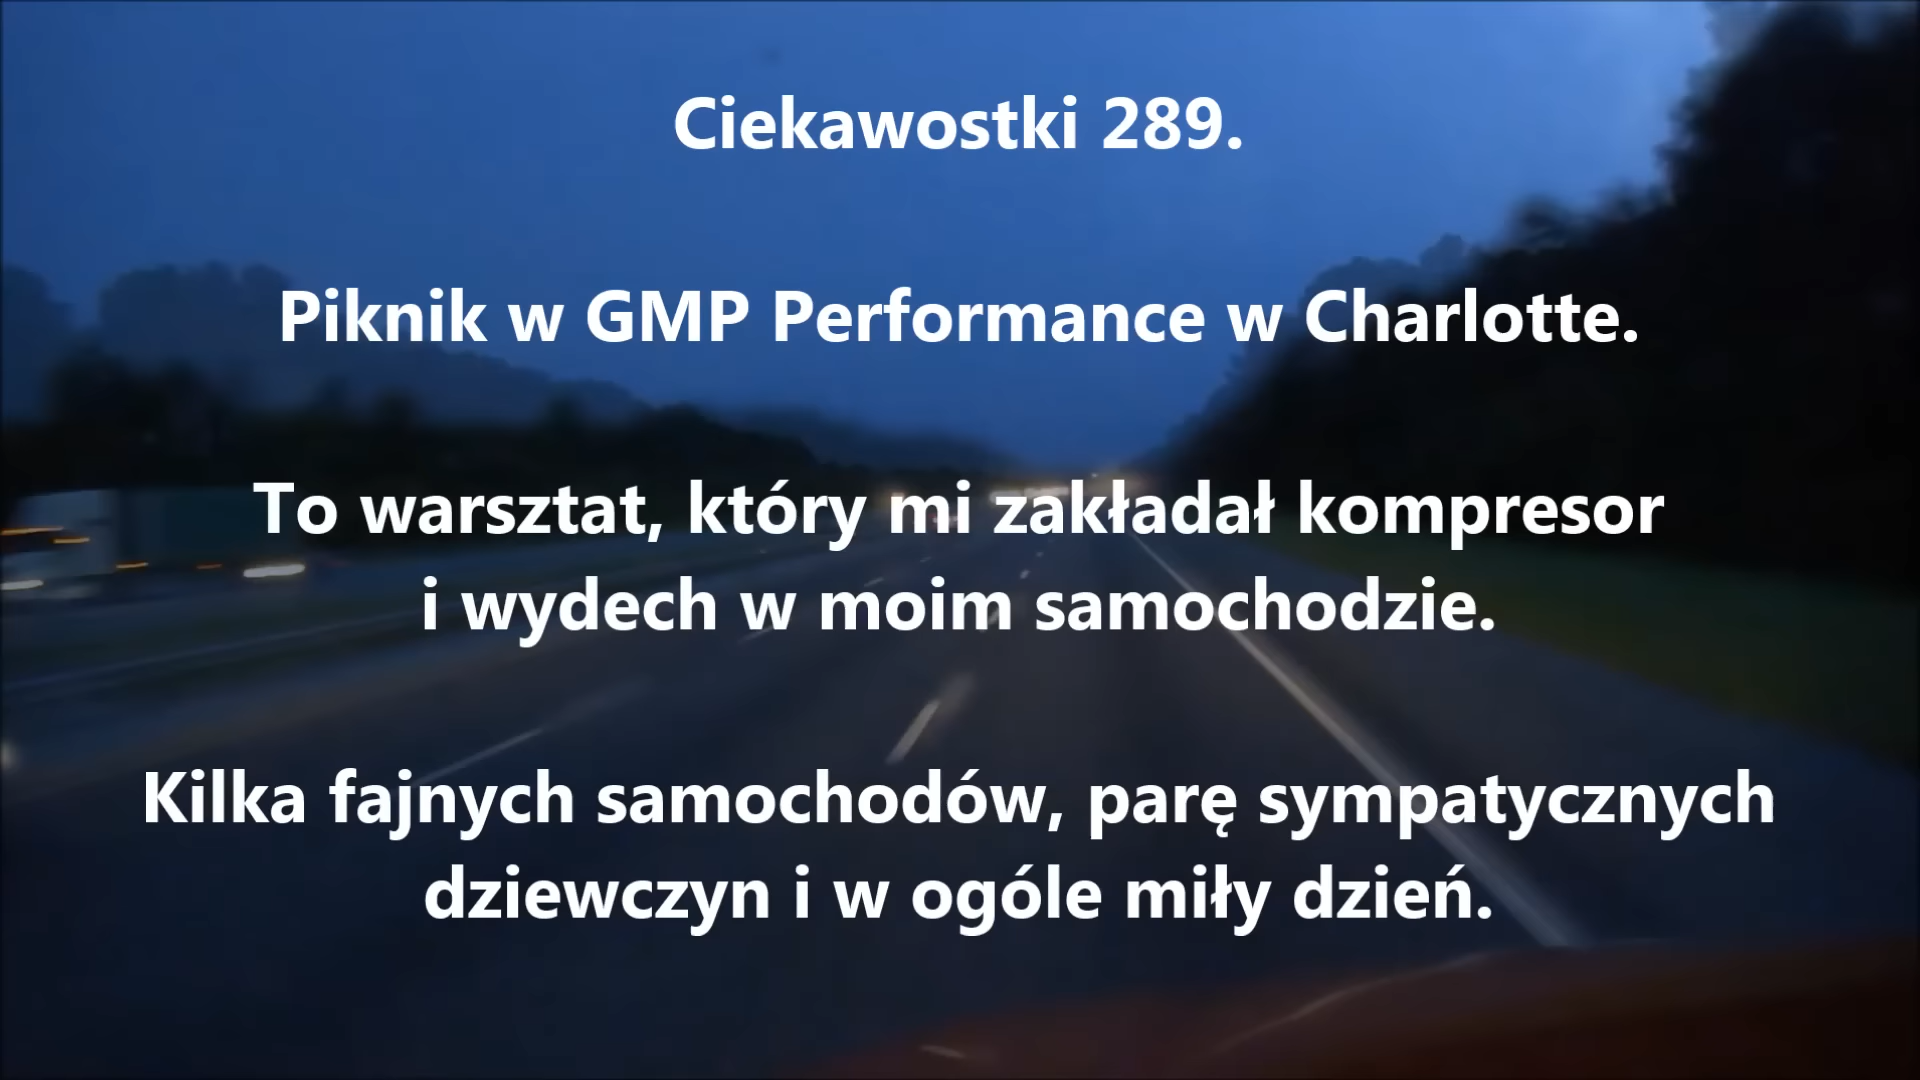 Ciekawostki 289.
Piknik w GMP Performance w Charlotte.
To warsztat, który mi zakładał kompresor
i wydech w moim samochodzie.
Kilka fajnych samochodów, parę sympatycznych
dziewczyn i w ogóle miły dzień.